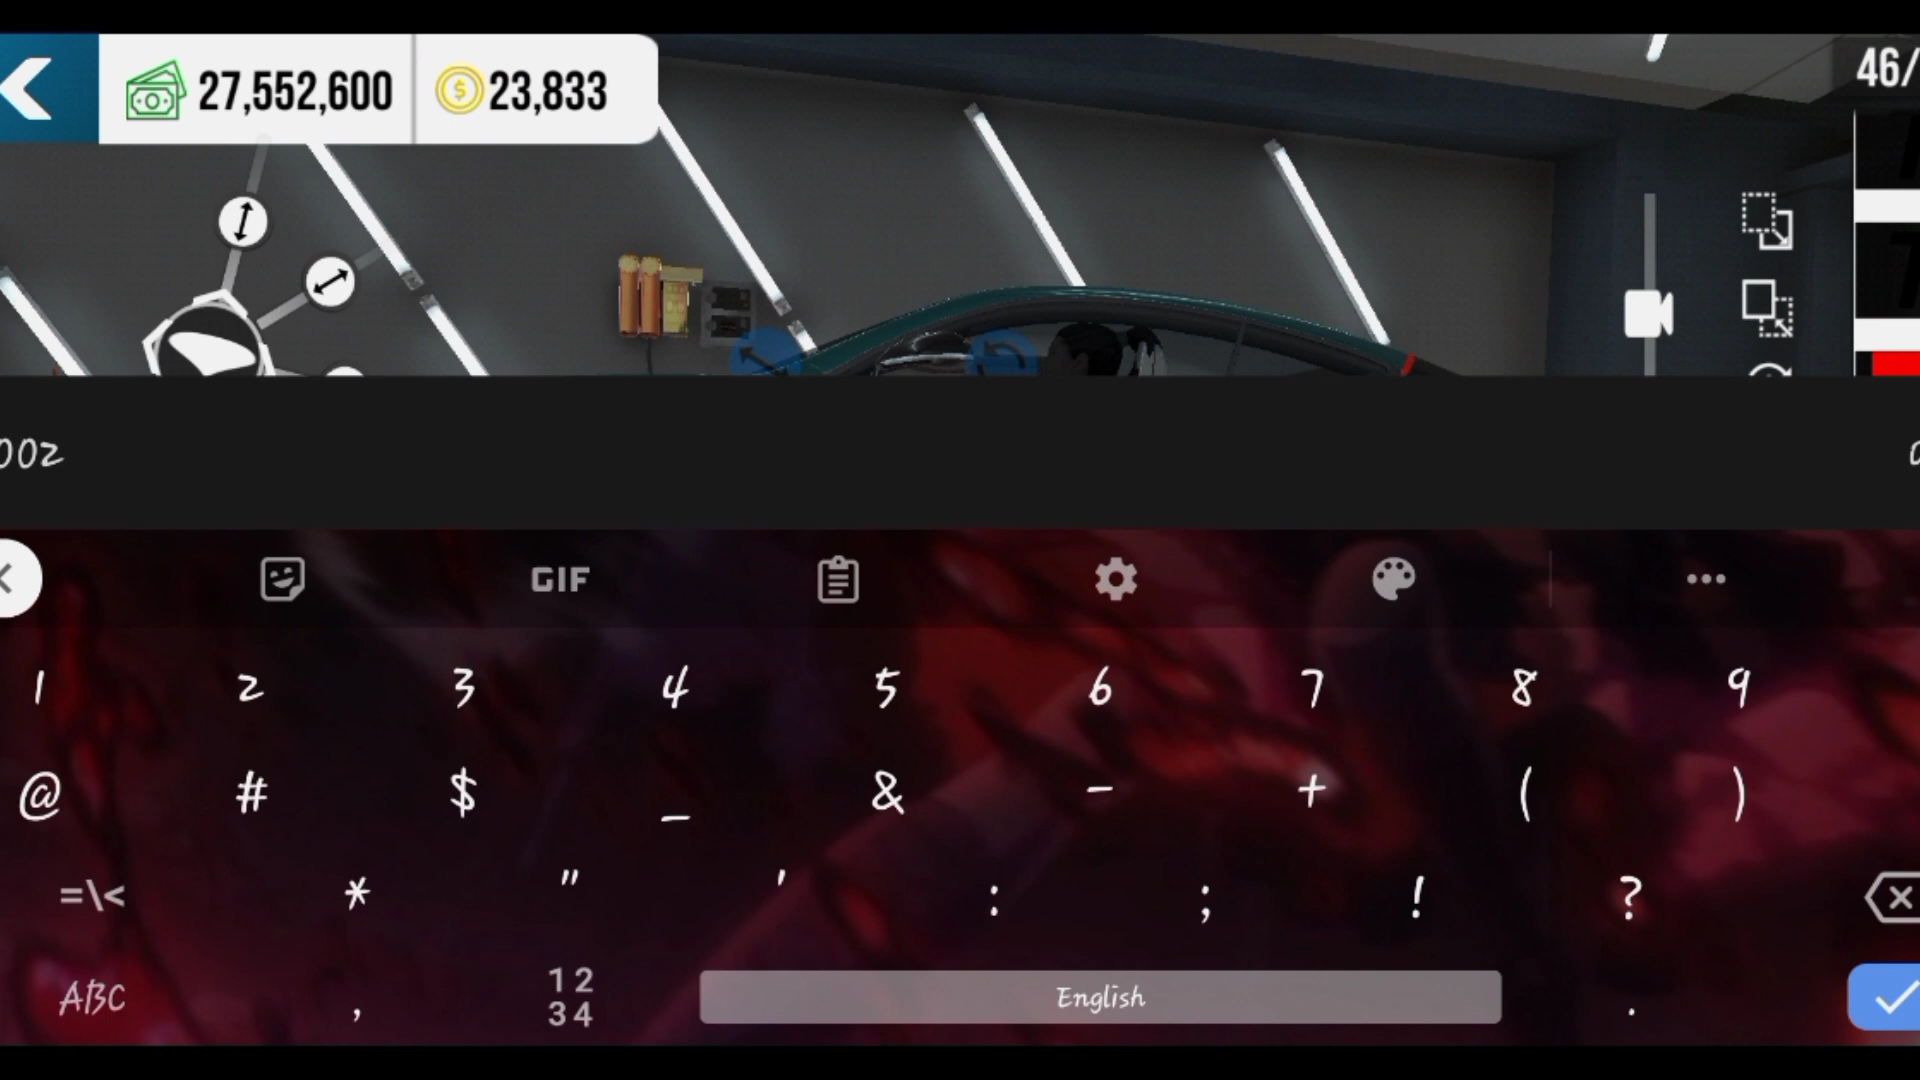 27,552,600 23,833 46/
002
GIF
1 2 3 4 5 6 7 8 9
@ # $ _ & - + ( )
=\< * " ' : ; ! ?
ABC , 12 34 English .